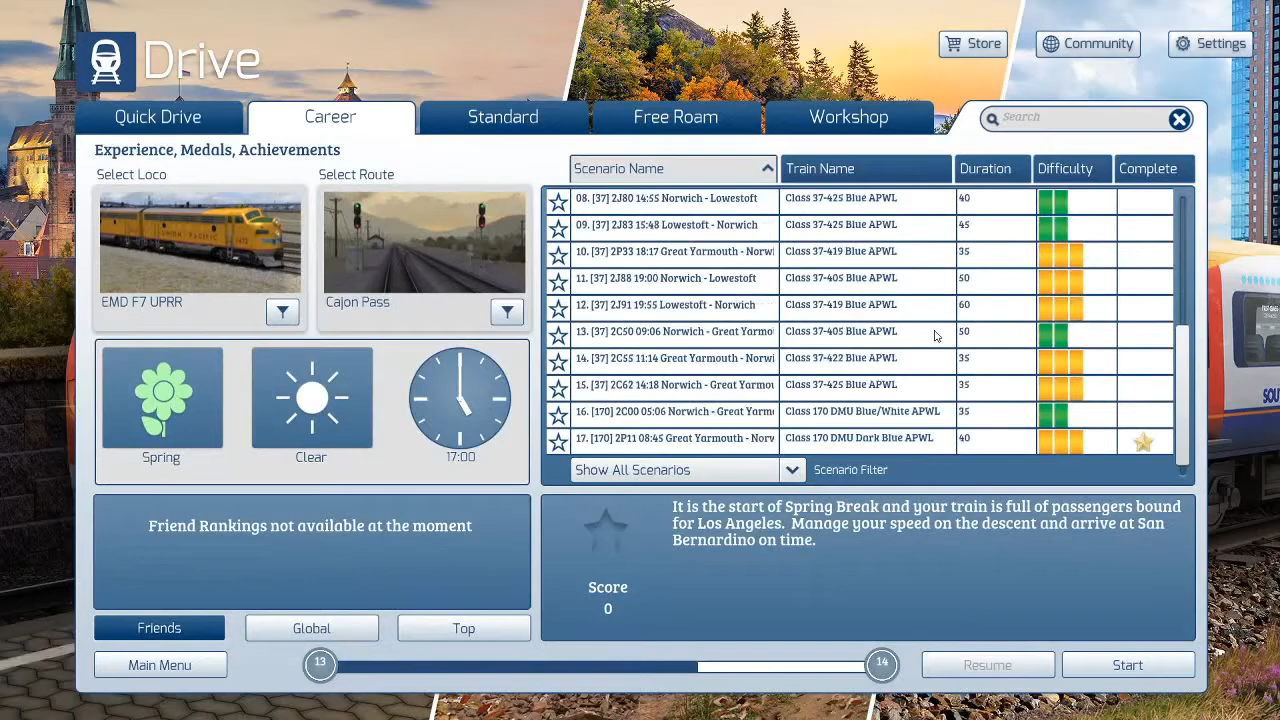 Drive
Store
Community
Settings
Quick Drive
Career
Standard
Free Roam
Workshop
Search
Experience, Medals, Achievements
Select Loco
Select Route
EMD F7 UPRR
Cajon Pass
Spring
Clear
17:00
Scenario Name
Train Name
Duration
Difficulty
Complete
08. [37] 2J80 14:55 Norwich - Lowestoft Class 37-425 Blue APWL 40
09. [37] 2J83 15:48 Lowestoft - Norwich Class 37-425 Blue APWL 45
10. [37] 2P33 18:17 Great Yarmouth - Norwi Class 37-419 Blue APWL 35
11. [37] 2J88 19:00 Norwich - Lowestoft Class 37-405 Blue APWL 50
12. [37] 2J91 19:55 Lowestoft - Norwich Class 37-419 Blue APWL 60
13. [37] 2C50 09:06 Norwich - Great Yarmo Class 37-405 Blue APWL 50
14. [37] 2C55 11:14 Great Yarmouth - Norwi Class 37-422 Blue APWL 35
15. [37] 2C62 14:18 Norwich - Great Yarmou Class 37-425 Blue APWL 35
16. [170] 2C00 05:06 Norwich - Great Yarm Class 170 DMU Blue/White APWL 35
17. [170] 2P11 08:45 Great Yarmouth - Norv Class 170 DMU Dark Blue APWL 40
Show All Scenarios
Scenario Filter
Friend Rankings not available at the moment
It is the start of Spring Break and your train is full of passengers bound
for Los Angeles. Manage your speed on the descent and arrive at San
Bernardino on time.
Score
0
Friends
Global
Top
Main Menu
13
14
Resume
Start
SOU